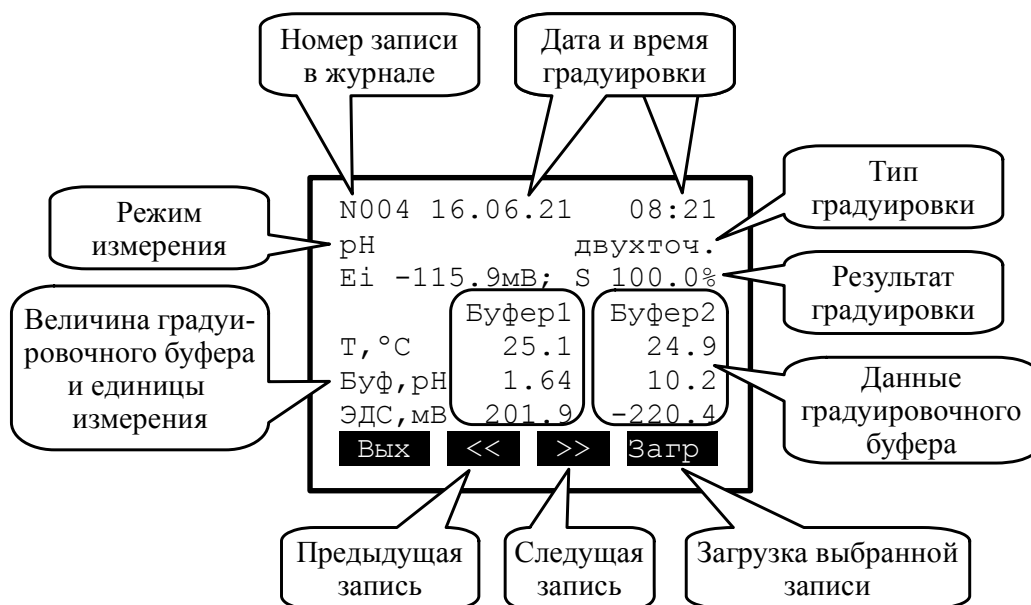 Номер записи
в журнале
Дата и время
градуировки
Тип
градуировки
Режим
измерения
N004 16.06.21 08:21
pH двухточ.
Ei -115.9мВ; S 100.0%
Результат
градуировки
Величина градуи-
ровочного буфера
и единицы
измерения
Буфер1 Буфер2
T,°C 25.1 24.9
Буф,pH 1.64 10.2
ЭДС,мВ 201.9 -220.4
Данные
градуировочного
буфера
Вых << >> Загр
Предыдущая
запись
Следущая
запись
Загрузка выбранной
записи